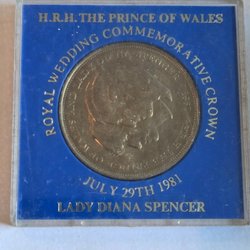 H.R.H. THE PRINCE OF WALES
ROYAL WEDDING COMMEMORATIVE CROWN
JULY 29TH 1981
LADY DIANA SPENCER